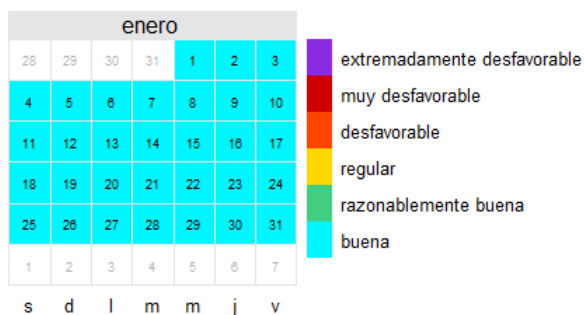 enero
28 29 30 31 1 2 3
4 5 6 7 8 9 10
11 12 13 14 15 16 17
18 19 20 21 22 23 24
25 26 27 28 29 30 31
1 2 3 4 5 6 7
s d l m m j v
extremadamente desfavorable
muy desfavorable
desfavorable
regular
razonablemente buena
buena